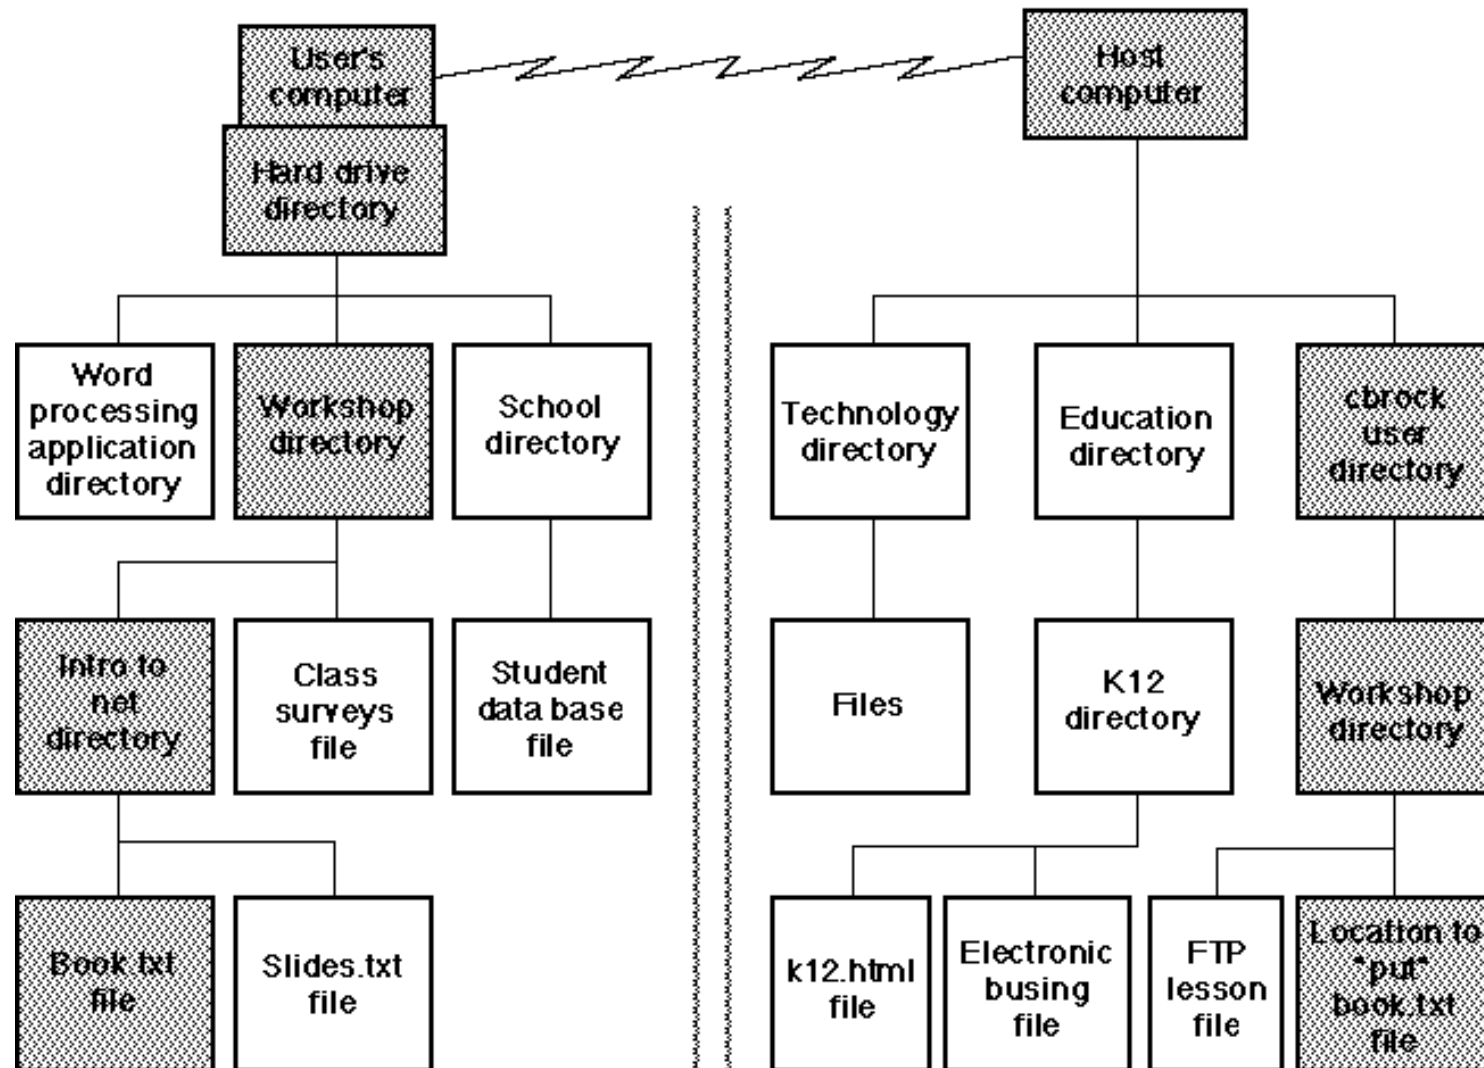 User's
computer
Host
computer
Hard drive
directory
Word
processing
application
directory
Workshop
directory
School
directory
Technology
directory
Education
directory
cbrock
user
directory
Intro to
net
directory
Class
surveys
file
Student
data base
file
Files
K12
directory
Workshop
directory
Book.txt
file
Slides.txt
file
k12.html
file
Electronic
busing
file
FTP
lesson
file
Location to
"put"
book.txt
file